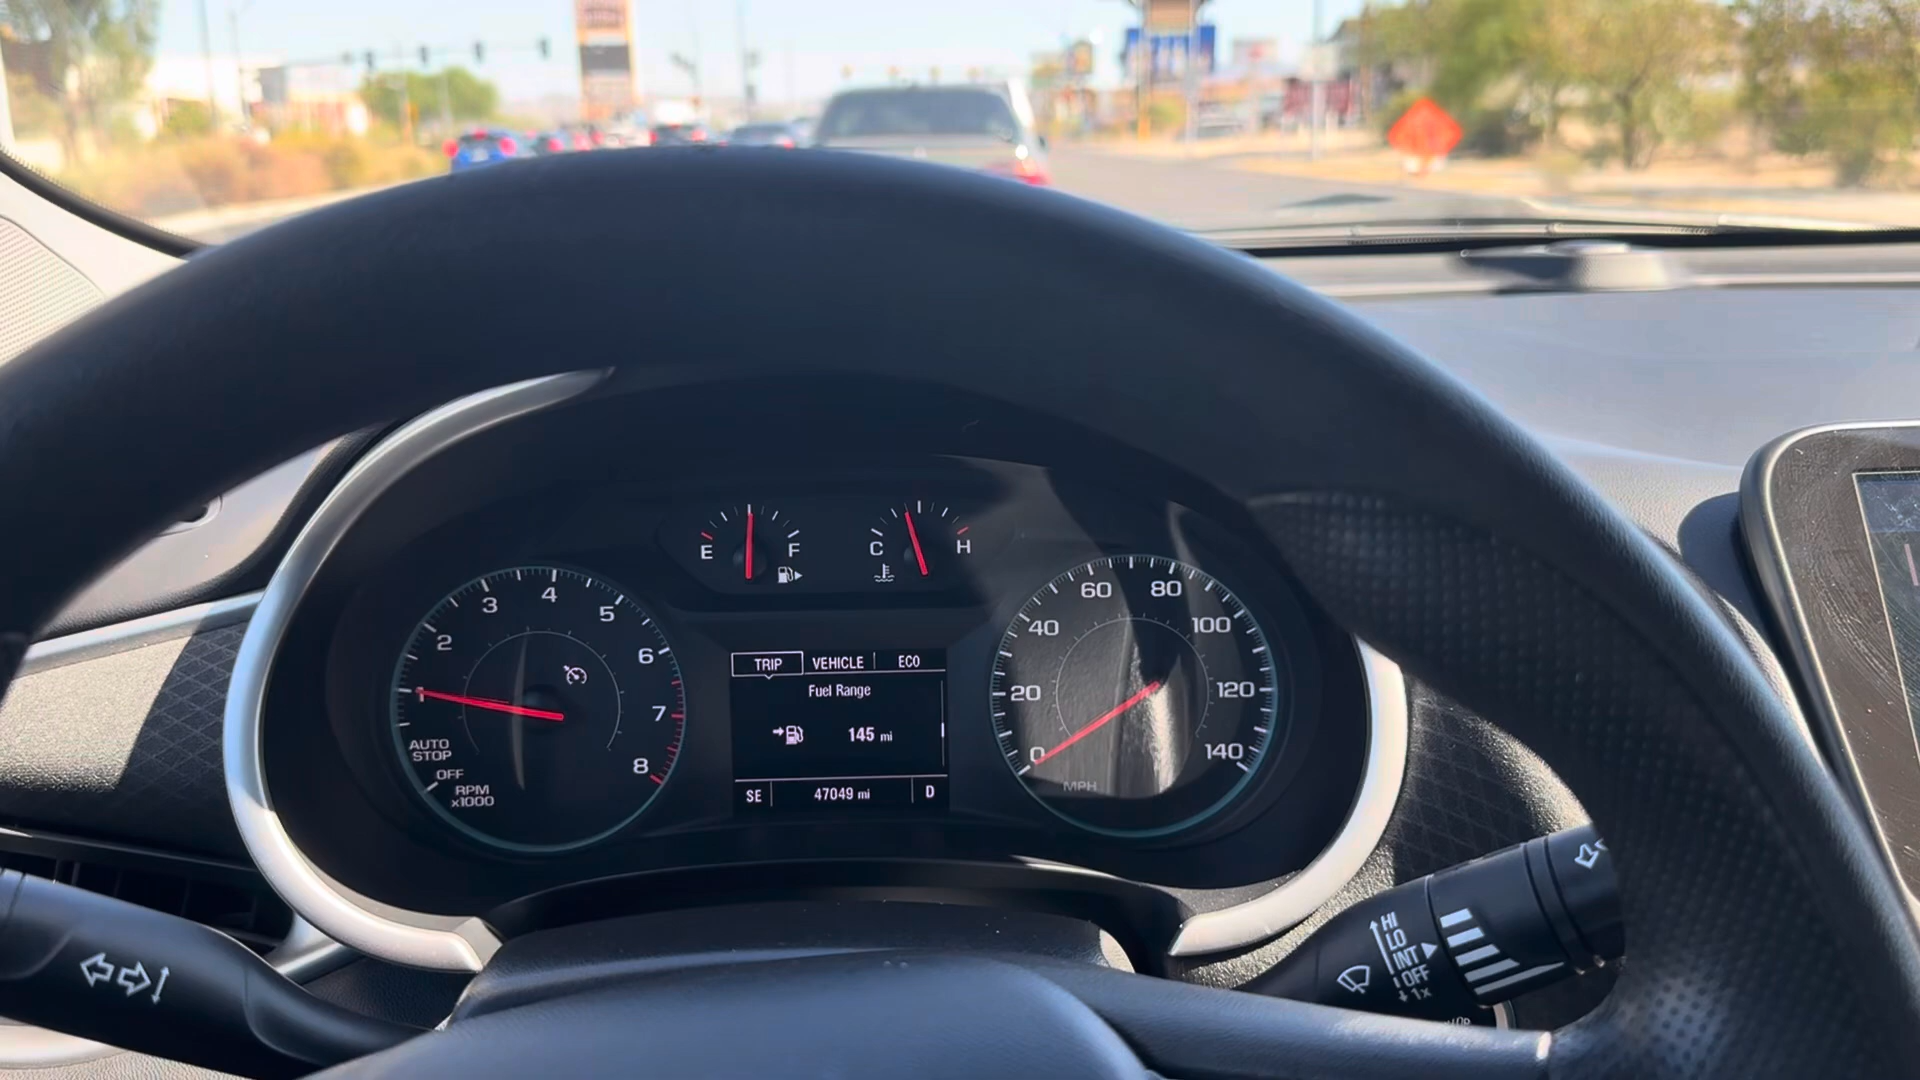 E F
C H
2 3 4 5 6 7 8
AUTO
STOP
OFF
RPM
x1000
TRIP VEHICLE ECO
Fuel Range
145 mi
SE 47049 mi D
0 20 40 60 80 100 120 140
MPH
HI
LO
INT
OFF
1x